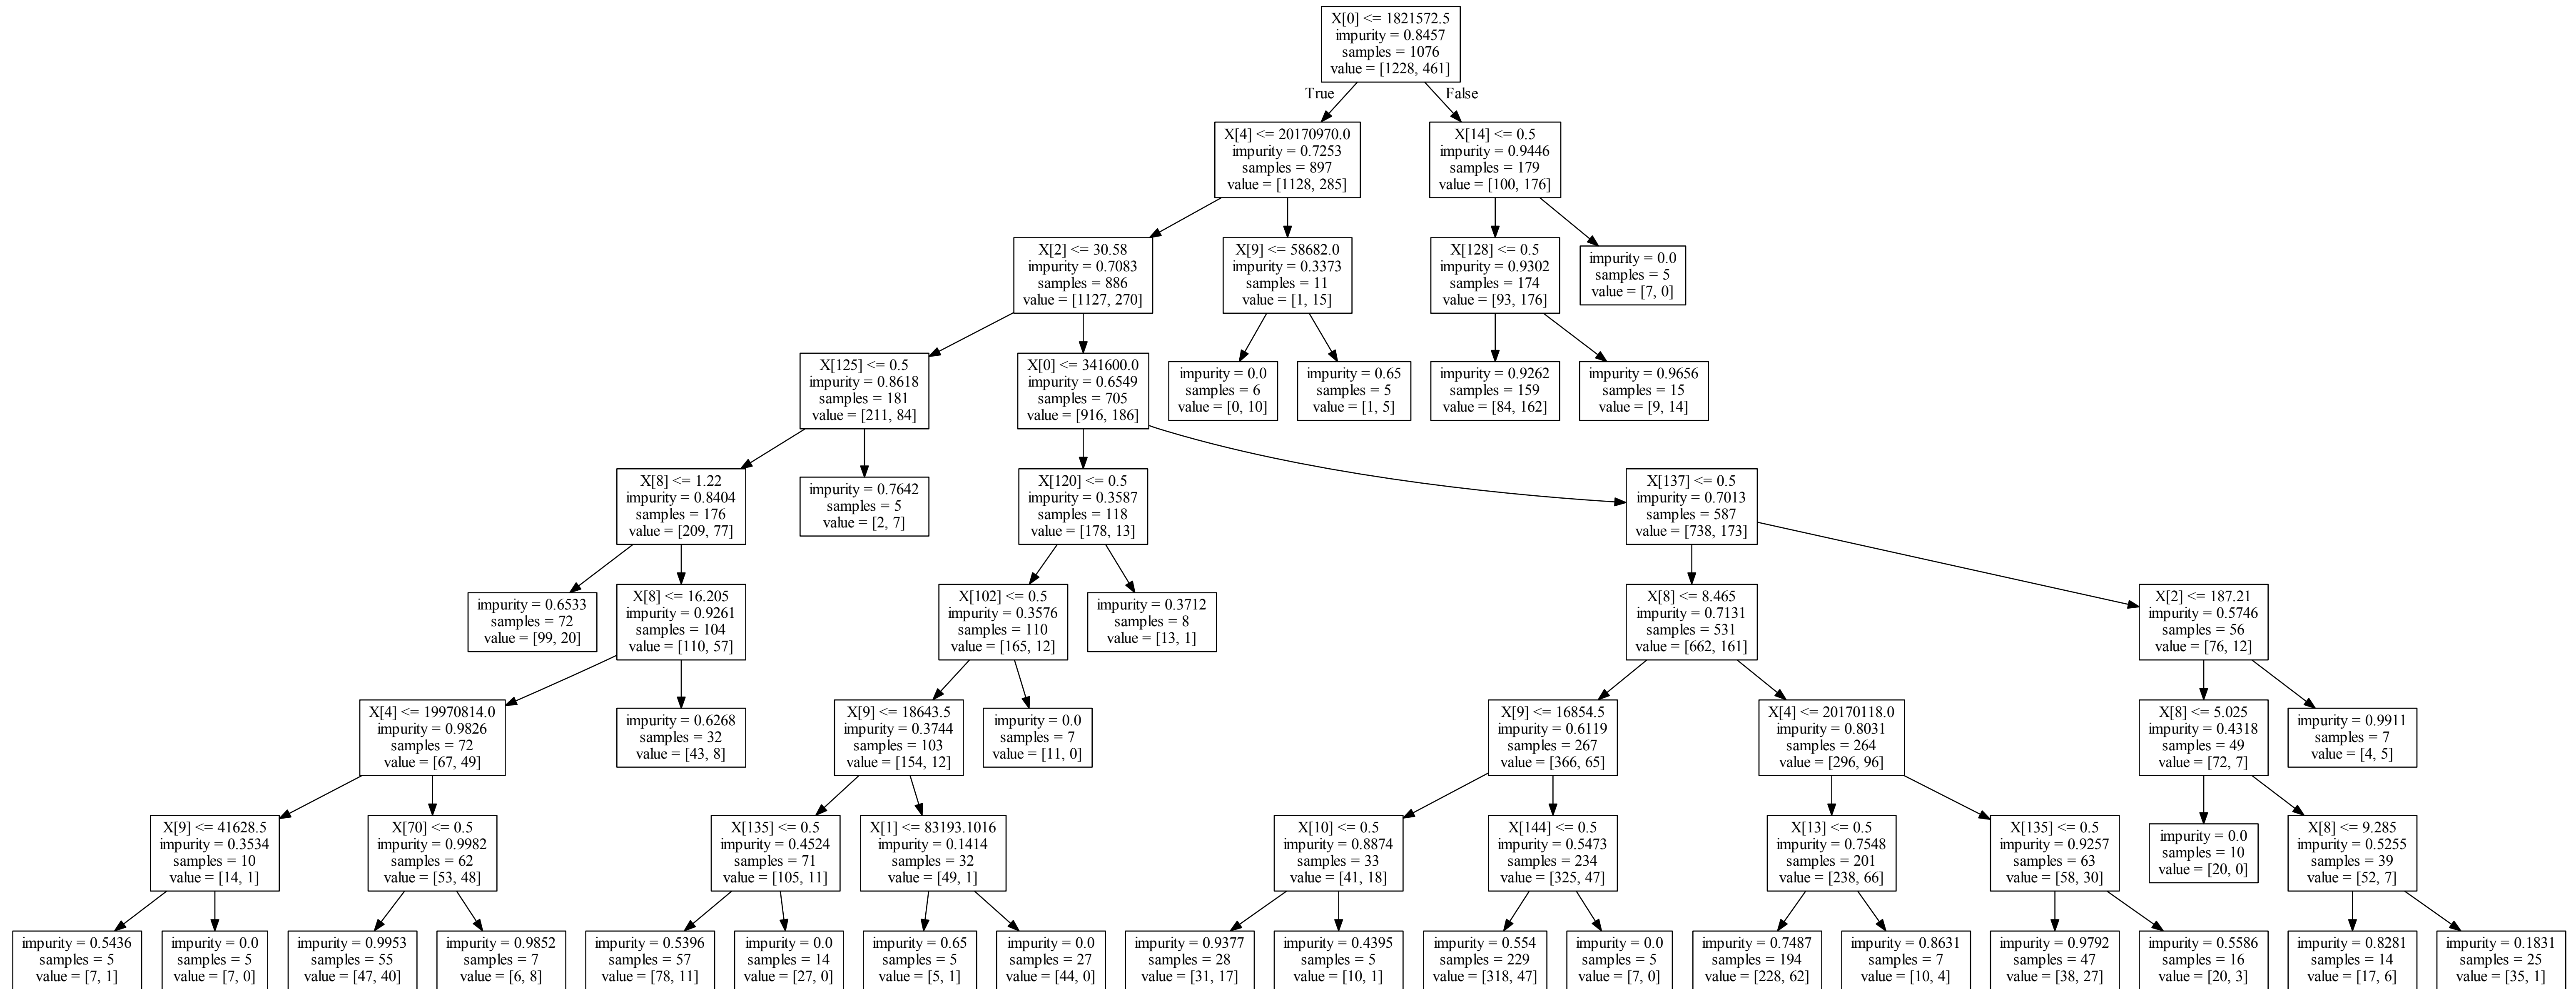 X[0] <= 1821572.5
impurity = 0.8457
samples = 1076
value = [1228, 461]
True
False
X[4] <= 20170970.0
impurity = 0.7253
samples = 897
value = [1128, 285]
X[14] <= 0.5
impurity = 0.9446
samples = 179
value = [100, 176]
X[2] <= 30.58
impurity = 0.7083
samples = 886
value = [1127, 270]
X[9] <= 58682.0
impurity = 0.3373
samples = 11
value = [1, 15]
X[128] <= 0.5
impurity = 0.9302
samples = 174
value = [93, 176]
impurity = 0.0
samples = 5
value = [7, 0]
X[125] <= 0.5
impurity = 0.8618
samples = 181
value = [211, 84]
X[0] <= 341600.0
impurity = 0.6549
samples = 705
value = [916, 186]
impurity = 0.0
samples = 6
value = [0, 10]
impurity = 0.65
samples = 5
value = [1, 5]
impurity = 0.9262
samples = 159
value = [84, 162]
impurity = 0.9656
samples = 15
value = [9, 14]
X[8] <= 1.22
impurity = 0.8404
samples = 176
value = [209, 77]
impurity = 0.7642
samples = 5
value = [2, 7]
X[120] <= 0.5
impurity = 0.3587
samples = 118
value = [178, 13]
X[137] <= 0.5
impurity = 0.7013
samples = 587
value = [738, 173]
impurity = 0.6533
samples = 72
value = [99, 20]
X[8] <= 16.205
impurity = 0.9261
samples = 104
value = [110, 57]
X[102] <= 0.5
impurity = 0.3576
samples = 110
value = [165, 12]
impurity = 0.3712
samples = 8
value = [13, 1]
X[8] <= 8.465
impurity = 0.7131
samples = 531
value = [662, 161]
X[2] <= 187.21
impurity = 0.5746
samples = 56
value = [76, 12]
X[4] <= 19970814.0
impurity = 0.9826
samples = 72
value = [67, 49]
impurity = 0.6268
samples = 32
value = [43, 8]
X[9] <= 18643.5
impurity = 0.3744
samples = 103
value = [154, 12]
impurity = 0.0
samples = 7
value = [11, 0]
X[9] <= 16854.5
impurity = 0.6119
samples = 267
value = [366, 65]
X[4] <= 20170118.0
impurity = 0.8031
samples = 264
value = [296, 96]
X[8] <= 5.025
impurity = 0.4318
samples = 49
value = [72, 7]
impurity = 0.9911
samples = 7
value = [4, 5]
X[9] <= 41628.5
impurity = 0.3534
samples = 10
value = [14, 1]
X[70] <= 0.5
impurity = 0.9982
samples = 62
value = [53, 48]
X[135] <= 0.5
impurity = 0.4524
samples = 71
value = [105, 11]
X[1] <= 83193.1016
impurity = 0.1414
samples = 32
value = [49, 1]
X[10] <= 0.5
impurity = 0.8874
samples = 33
value = [41, 18]
X[144] <= 0.5
impurity = 0.5473
samples = 234
value = [325, 47]
X[13] <= 0.5
impurity = 0.7548
samples = 201
value = [238, 66]
X[135] <= 0.5
impurity = 0.9257
samples = 63
value = [58, 30]
impurity = 0.0
samples = 10
value = [20, 0]
X[8] <= 9.285
impurity = 0.5255
samples = 39
value = [52, 7]
impurity = 0.5436
samples = 5
value = [7, 1]
impurity = 0.0
samples = 5
value = [7, 0]
impurity = 0.9953
samples = 55
value = [47, 40]
impurity = 0.9852
samples = 7
value = [6, 8]
impurity = 0.5396
samples = 57
value = [78, 11]
impurity = 0.0
samples = 14
value = [27, 0]
impurity = 0.65
samples = 5
value = [5, 1]
impurity = 0.0
samples = 27
value = [44, 0]
impurity = 0.9377
samples = 28
value = [31, 17]
impurity = 0.4395
samples = 5
value = [10, 1]
impurity = 0.554
samples = 229
value = [318, 47]
impurity = 0.0
samples = 5
value = [7, 0]
impurity = 0.7487
samples = 194
value = [228, 62]
impurity = 0.8631
samples = 7
value = [10, 4]
impurity = 0.9792
samples = 47
value = [38, 27]
impurity = 0.5586
samples = 16
value = [20, 3]
impurity = 0.8281
samples = 14
value = [17, 6]
impurity = 0.1831
samples = 25
value = [35, 1]